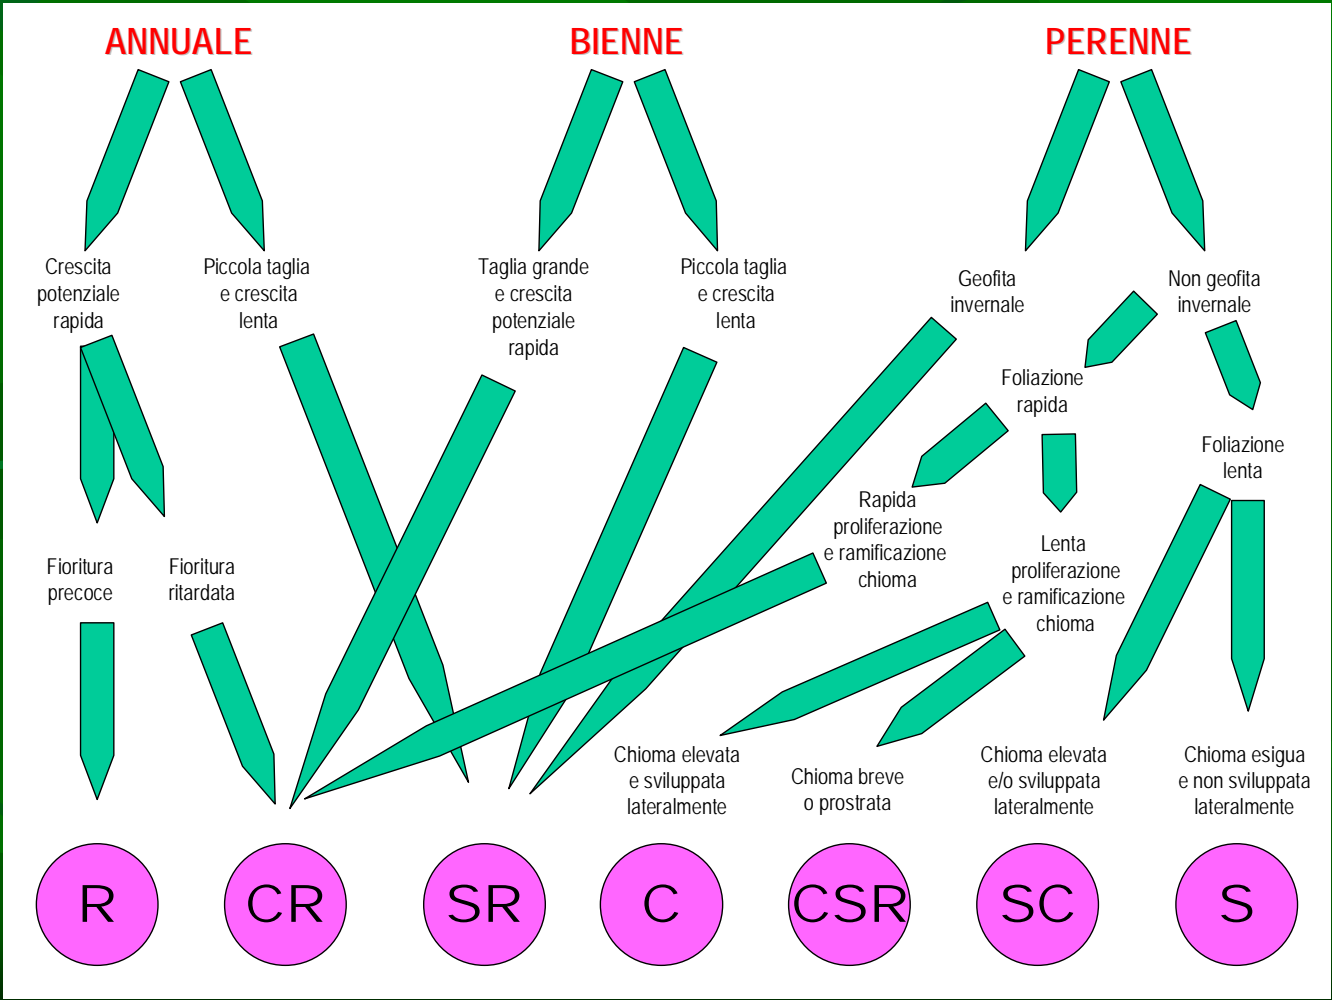 ANNUALE
BIENNE
PERENNE
Crescita
potenziale
rapida
Piccola taglia
e crescita
lenta
Taglia grande
e crescita
potenziale
rapida
Piccola taglia
e crescita
lenta
Geofita
invernale
Non geofita
invernale
Foliazione
rapida
Foliazione
lenta
Rapida
proliferazione
e ramificazione
chioma
Lenta
proliferazione
e ramificazione
chioma
Fioritura
precoce
Fioritura
ritardata
Chioma elevata
e sviluppata
lateralmente
Chioma breve
o prostrata
Chioma elevata
e/o sviluppata
lateralmente
Chioma esigua
e non sviluppata
lateralmente
R
CR
SR
C
CSR
SC
S